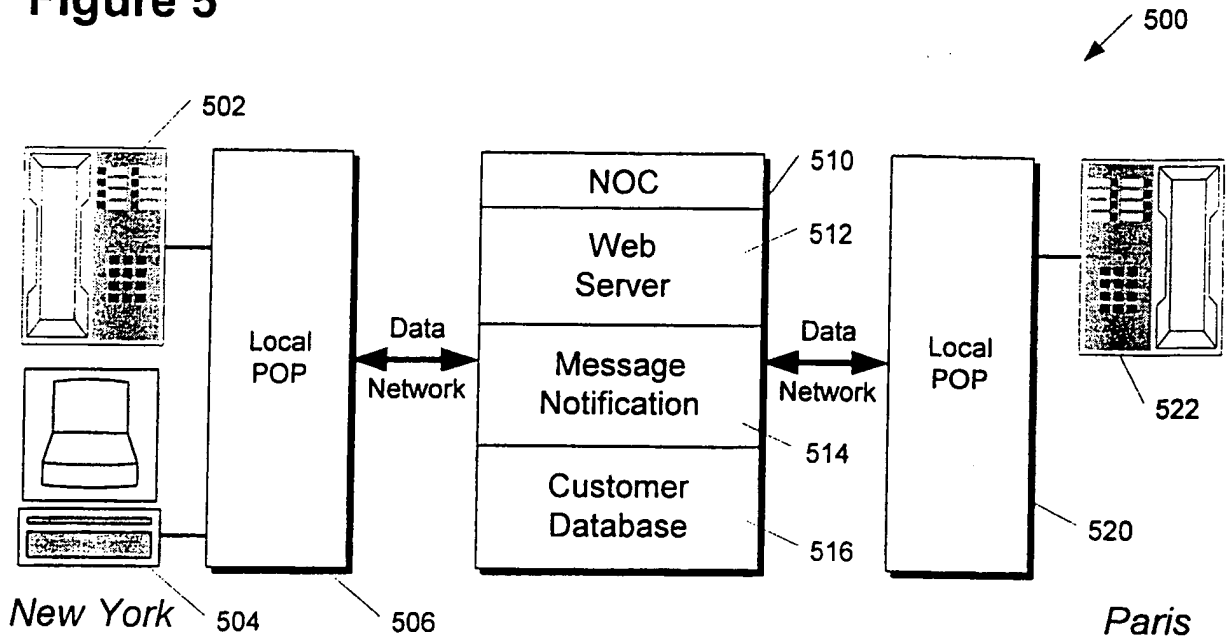 Figure 5
500
502
510
NOC
512
Web
Server
Data
Network
Local
POP
Message
Notification
514
Data
Network
Local
POP
522
Customer
Database
516
520
New York
504
506
Paris